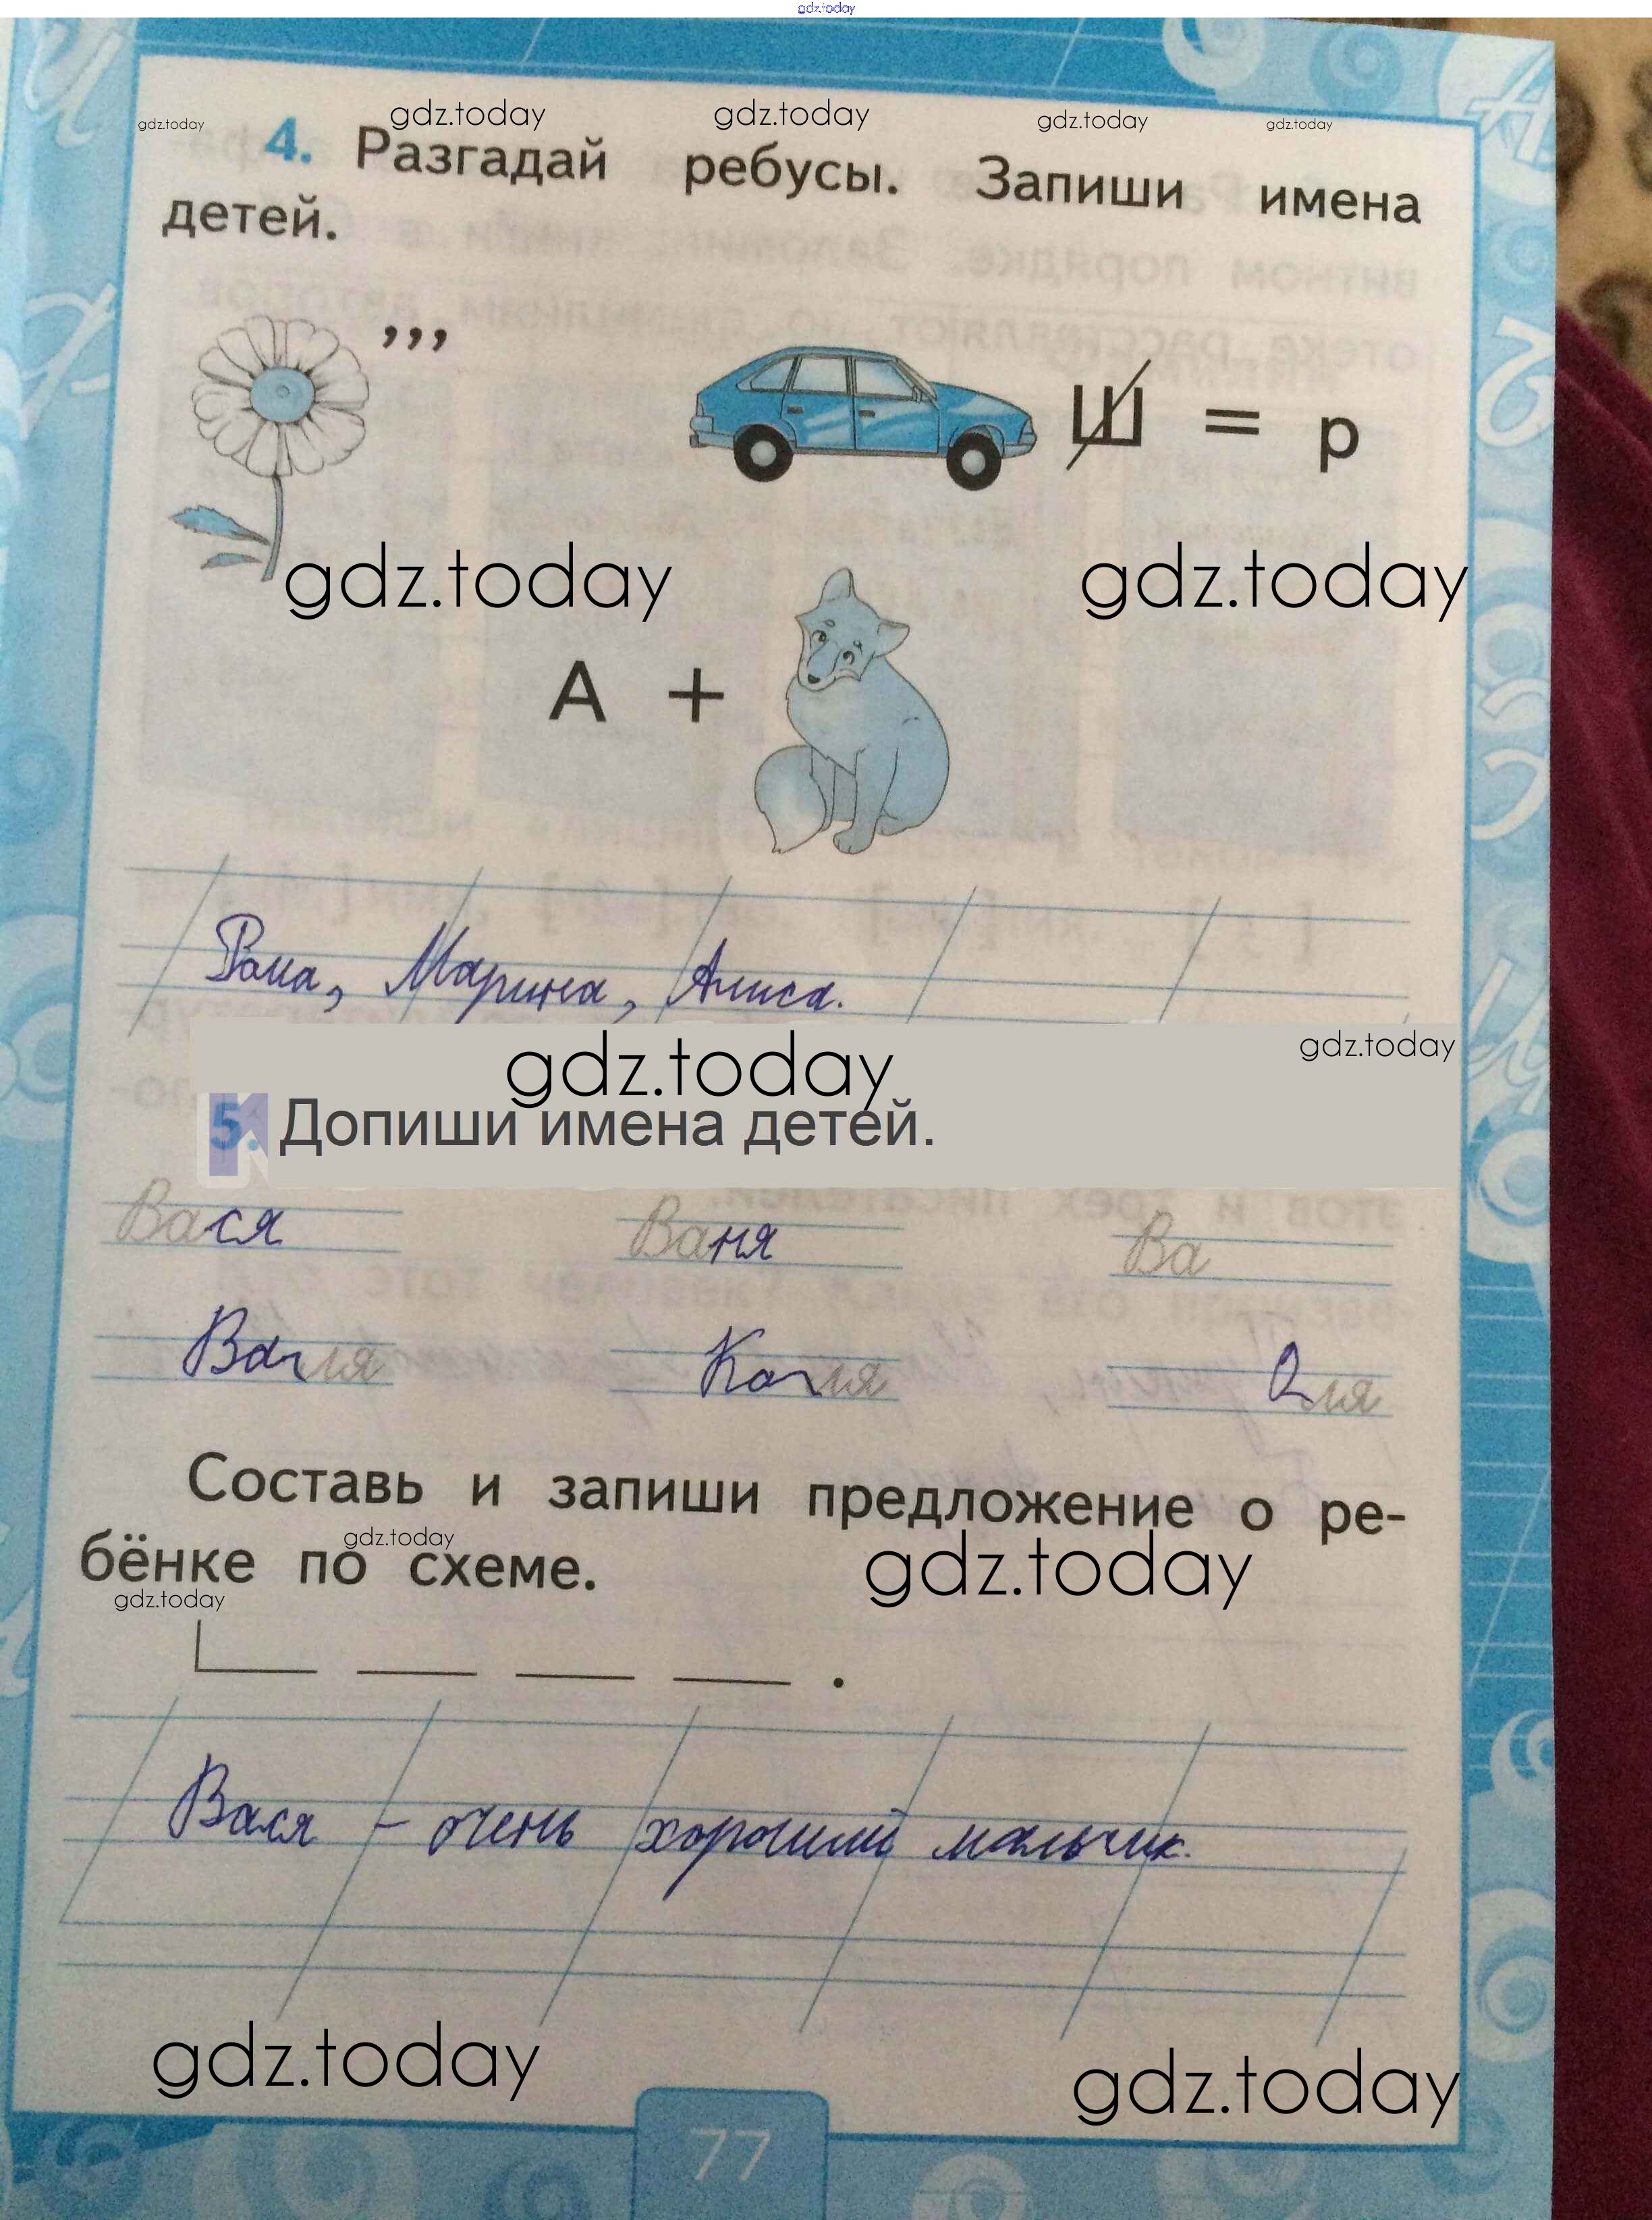 gdz.today
gdz.today gdz.today gdz.today gdz.today gdz.today
4. Разгадай ребусы. Запиши имена
детей.
,,,
Ш = р
gdz.today gdz.today
А +
Рома, Марина, Алиса.
gdz.today gdz.today
5. Допиши имена детей.
Вася Ваня Ва
Валя Коля Оля
Составь и запиши предложение о ре-
gdz.today
бёнке по схеме. gdz.today
gdz.today
.
Вася – очень хороший мальчик.
gdz.today gdz.today
77